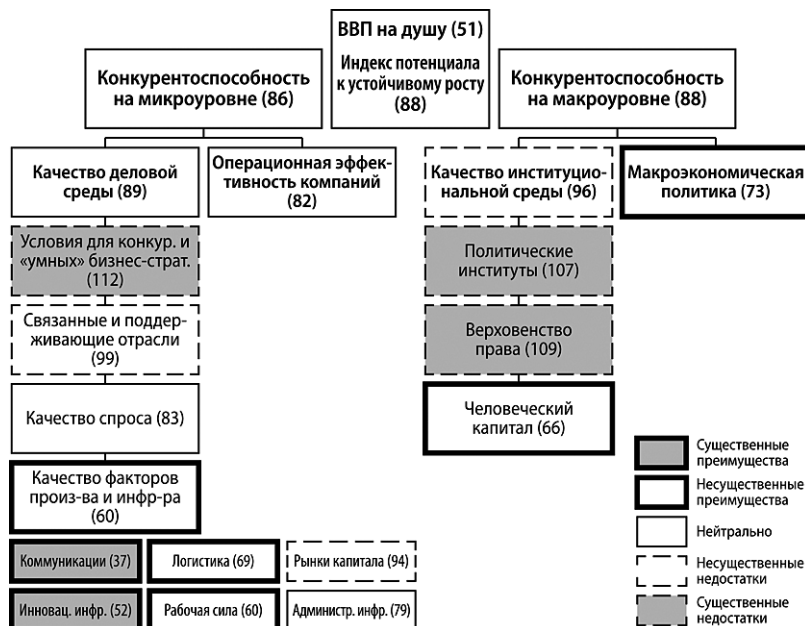 ВВП на душу (51)
Индекс потенциала
к устойчивому росту
(88)
Конкурентоспособность
на микроуровне (86)
Конкурентоспособность
на макроуровне (88)
Качество деловой
среды (89)
Операционная эффек-
тивность компаний
(82)
Качество институцио-
нальной среды (96)
Макроэкономическая
политика (73)
Условия для конкур. и
«умных» бизнес-страт.
(112)
Политические
институты (107)
Связанные и поддер-
живающие отрасли
(99)
Верховенство
права (109)
Качество спроса (83)
Человеческий
капитал (66)
Качество факторов
произ-ва и инфр-ра
(60)
Коммуникации (37)
Логистика (69)
Рынки капитала (94)
Инновац. инфр. (52)
Рабочая сила (60)
Администр. инфр. (79)
Существенные
преимущества
Несущественные
преимущества
Нейтрально
Несущественные
недостатки
Существенные
недостатки